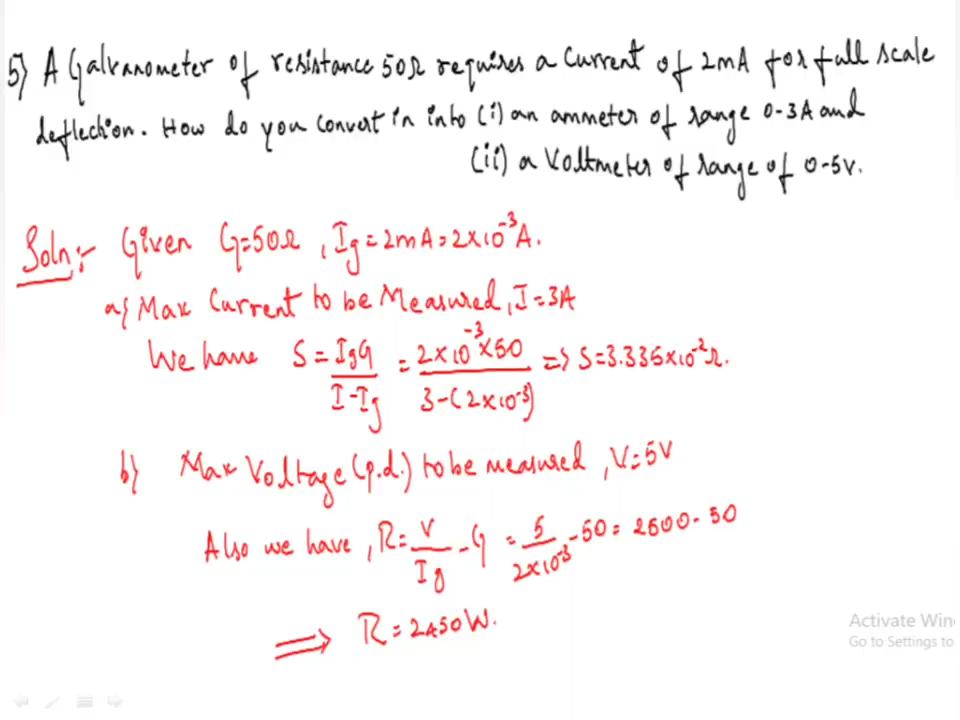 5) A Galvanometer of resistance 50Ω requires a current of 2mA for full scale
deflection. How do you convert in into (i) an ammeter of range 0-3A and
(ii) a Voltmeter of range of 0-5V.
Soln:- Given G=50Ω, Ig=2mA=2×10⁻³A.
a) Max Current to be Measured, I=3A
We have S = IgG / I-Ig = 2×10⁻³×50 / 3-(2×10⁻³) => S=3.335×10⁻²Ω.
b) Max Voltage (p.d.) to be measured, V=5V
Also we have, R = V/Ig - G = 5/2×10⁻³ - 50 = 2500-50
=> R=2450W.
Activate Win
Go to Settings to